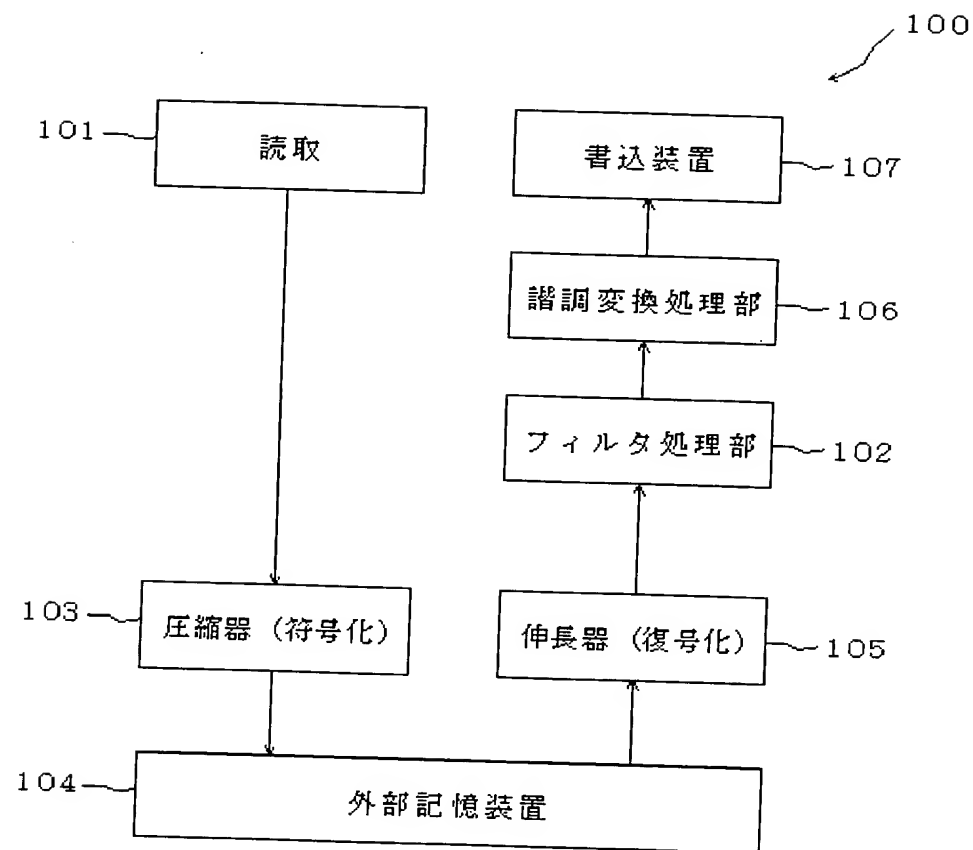 100
101
読取
書込装置
107
諧調変換処理部
106
フィルタ処理部
102
103
圧縮器（符号化）
伸長器（復号化）
105
104
外部記憶装置